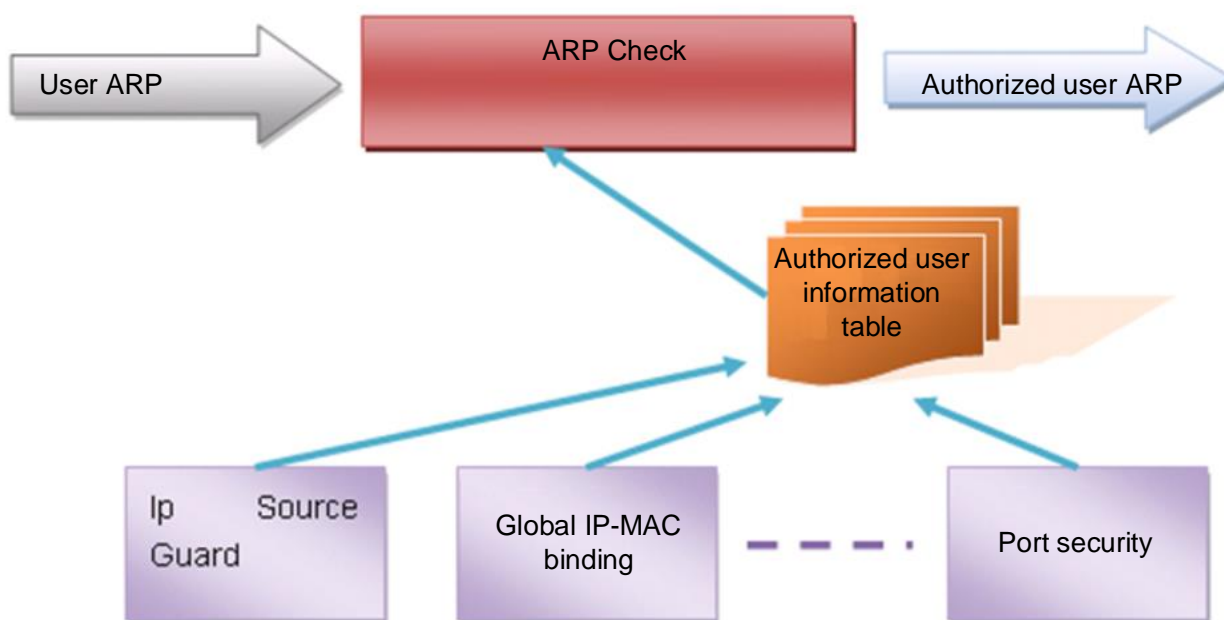 ARP Check
User ARP
Authorized user ARP
Authorized user
information
table
Ip Source
Guard
Global IP-MAC
binding
Port security